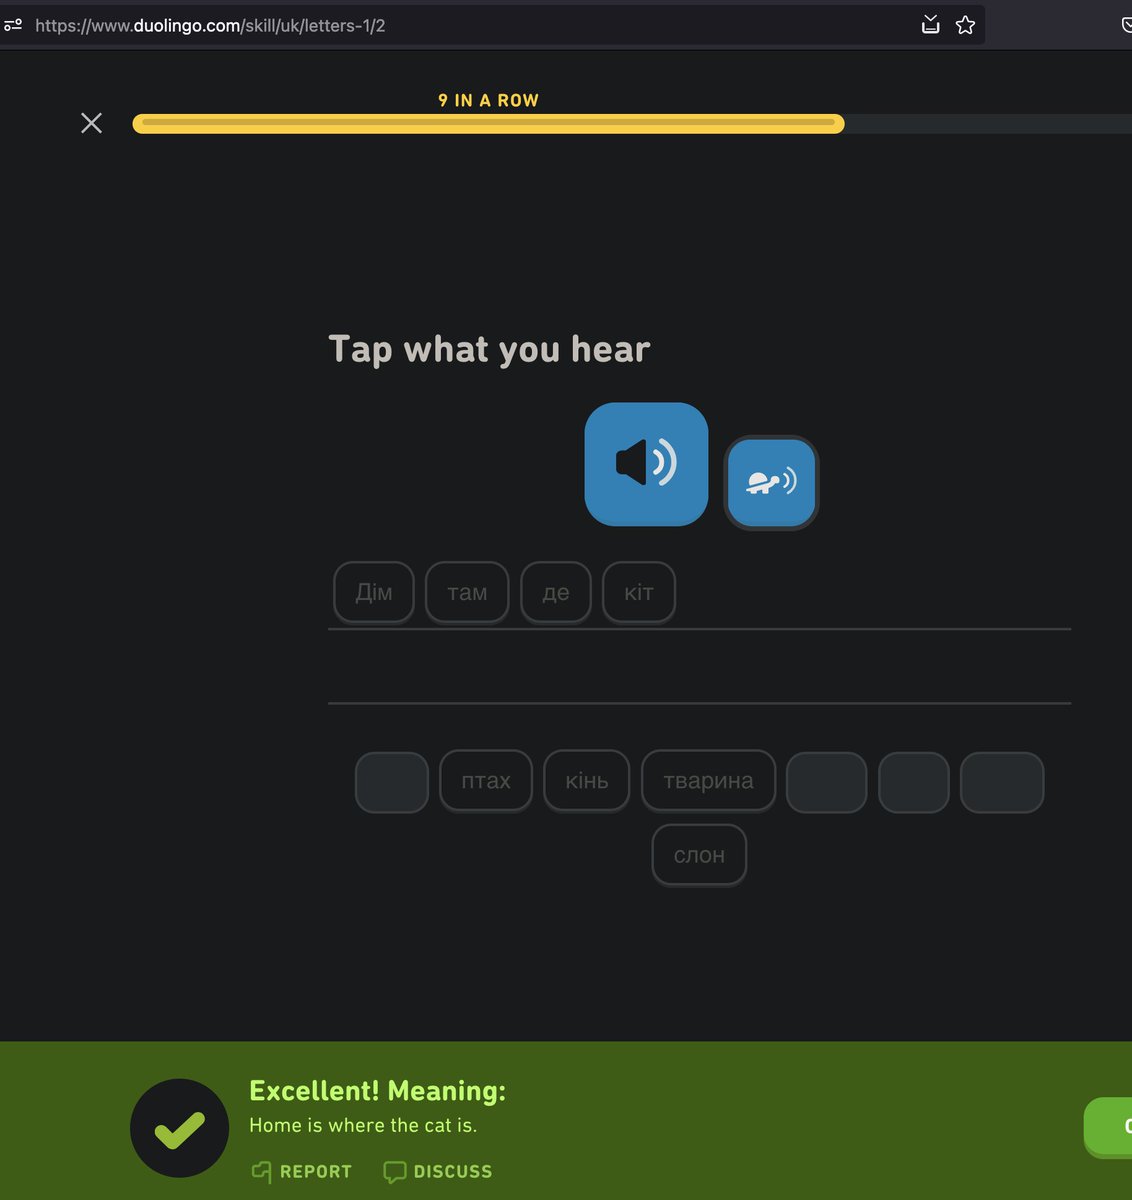 https://www.duolingo.com/skill/uk/letters-1/2
9 IN A ROW
Tap what you hear
Дім там де кіт
птах кінь тварина
слон
Excellent! Meaning:
Home is where the cat is.
REPORT DISCUSS